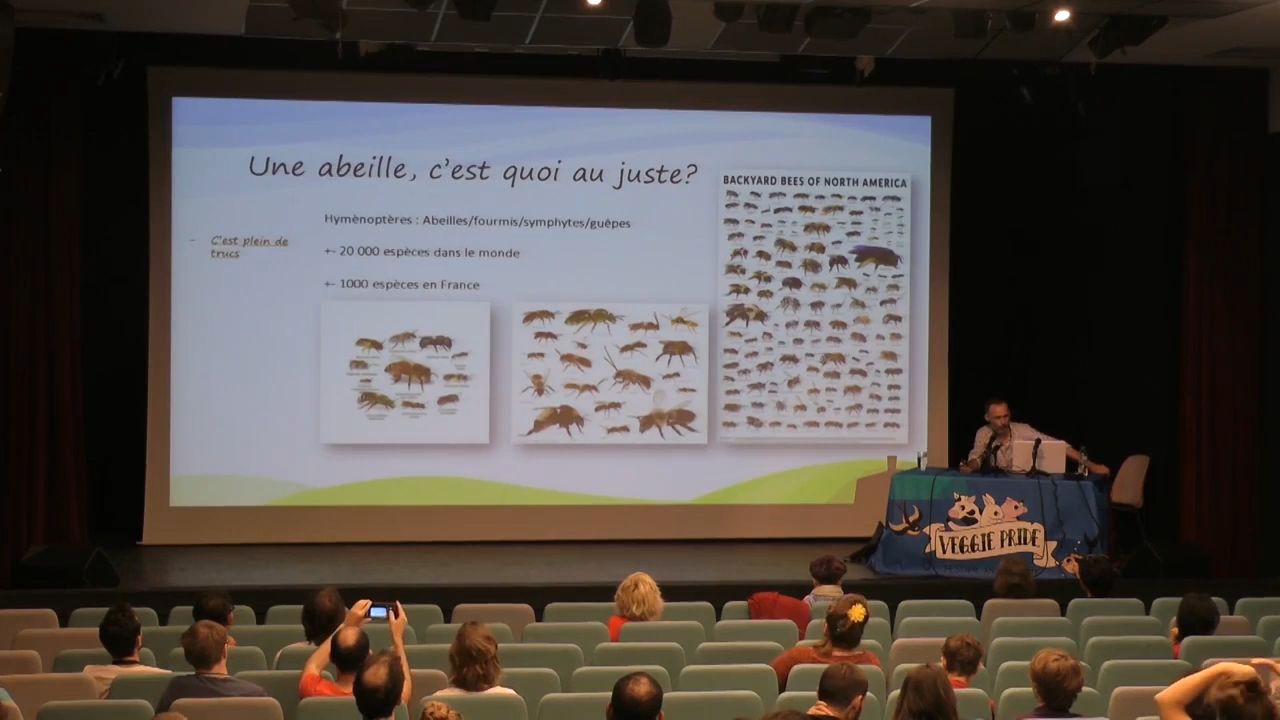 Une abeille, c'est quoi au juste?
BACKYARD BEES OF NORTH AMERICA
Hymènoptères : Abeilles/fourmis/symphytes/guêpes
- C'est plein de
trucs
+- 20 000 espèces dans le monde
+- 1000 espèces en France
VEGGIE PRIDE